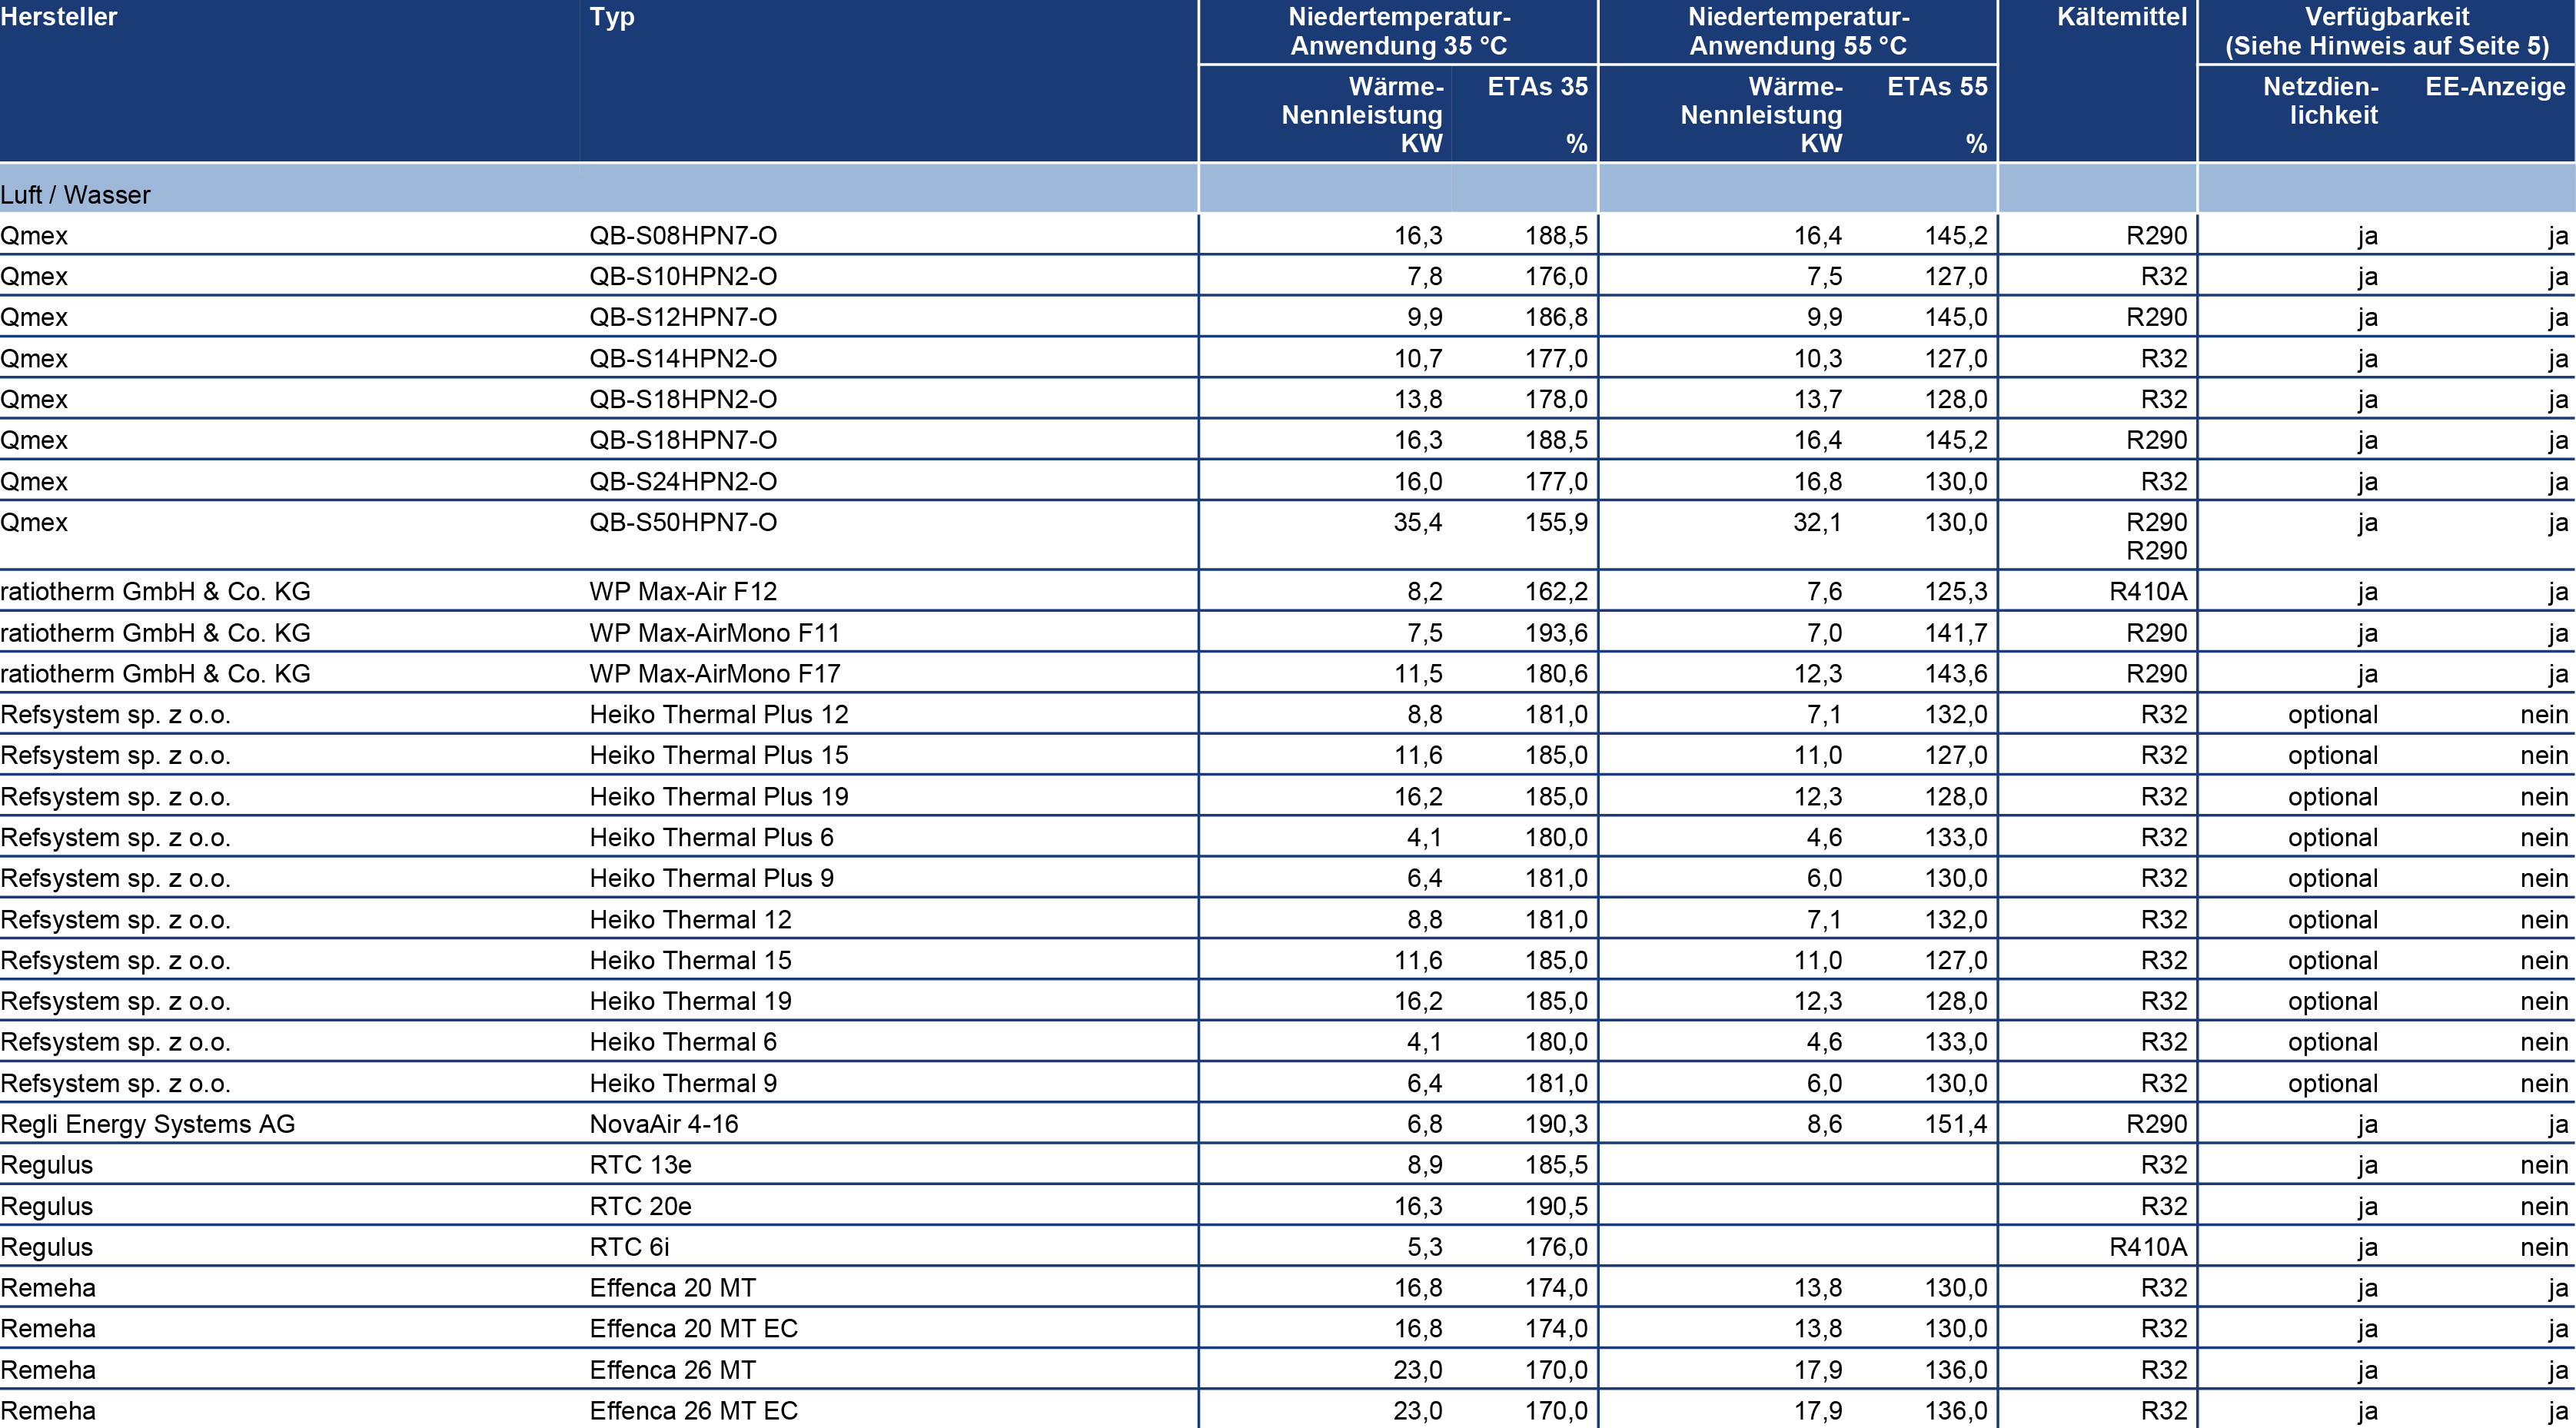 Hersteller Typ Niedertemperatur- Niedertemperatur- Kältemittel Verfügbarkeit
Anwendung 35 °C Anwendung 55 °C (Siehe Hinweis auf Seite 5)
Wärme- ETAs 35 Wärme- ETAs 55 Netzdien- EE-Anzeige
Nennleistung Nennleistung lichkeit
KW % KW %
Luft / Wasser
Qmex QB-S08HPN7-O 16,3 188,5 16,4 145,2 R290 ja ja
Qmex QB-S10HPN2-O 7,8 176,0 7,5 127,0 R32 ja ja
Qmex QB-S12HPN7-O 9,9 186,8 9,9 145,0 R290 ja ja
Qmex QB-S14HPN2-O 10,7 177,0 10,3 127,0 R32 ja ja
Qmex QB-S18HPN2-O 13,8 178,0 13,7 128,0 R32 ja ja
Qmex QB-S18HPN7-O 16,3 188,5 16,4 145,2 R290 ja ja
Qmex QB-S24HPN2-O 16,0 177,0 16,8 130,0 R32 ja ja
Qmex QB-S50HPN7-O 35,4 155,9 32,1 130,0 R290 ja ja
R290
ratiotherm GmbH & Co. KG WP Max-Air F12 8,2 162,2 7,6 125,3 R410A ja ja
ratiotherm GmbH & Co. KG WP Max-AirMono F11 7,5 193,6 7,0 141,7 R290 ja ja
ratiotherm GmbH & Co. KG WP Max-AirMono F17 11,5 180,6 12,3 143,6 R290 ja ja
Refsystem sp. z o.o. Heiko Thermal Plus 12 8,8 181,0 7,1 132,0 R32 optional nein
Refsystem sp. z o.o. Heiko Thermal Plus 15 11,6 185,0 11,0 127,0 R32 optional nein
Refsystem sp. z o.o. Heiko Thermal Plus 19 16,2 185,0 12,3 128,0 R32 optional nein
Refsystem sp. z o.o. Heiko Thermal Plus 6 4,1 180,0 4,6 133,0 R32 optional nein
Refsystem sp. z o.o. Heiko Thermal Plus 9 6,4 181,0 6,0 130,0 R32 optional nein
Refsystem sp. z o.o. Heiko Thermal 12 8,8 181,0 7,1 132,0 R32 optional nein
Refsystem sp. z o.o. Heiko Thermal 15 11,6 185,0 11,0 127,0 R32 optional nein
Refsystem sp. z o.o. Heiko Thermal 19 16,2 185,0 12,3 128,0 R32 optional nein
Refsystem sp. z o.o. Heiko Thermal 6 4,1 180,0 4,6 133,0 R32 optional nein
Refsystem sp. z o.o. Heiko Thermal 9 6,4 181,0 6,0 130,0 R32 optional nein
Regli Energy Systems AG NovaAir 4-16 6,8 190,3 8,6 151,4 R290 ja ja
Regulus RTC 13e 8,9 185,5 R32 ja nein
Regulus RTC 20e 16,3 190,5 R32 ja nein
Regulus RTC 6i 5,3 176,0 R410A ja nein
Remeha Effenca 20 MT 16,8 174,0 13,8 130,0 R32 ja ja
Remeha Effenca 20 MT EC 16,8 174,0 13,8 130,0 R32 ja ja
Remeha Effenca 26 MT 23,0 170,0 17,9 136,0 R32 ja ja
Remeha Effenca 26 MT EC 23,0 170,0 17,9 136,0 R32 ja ja